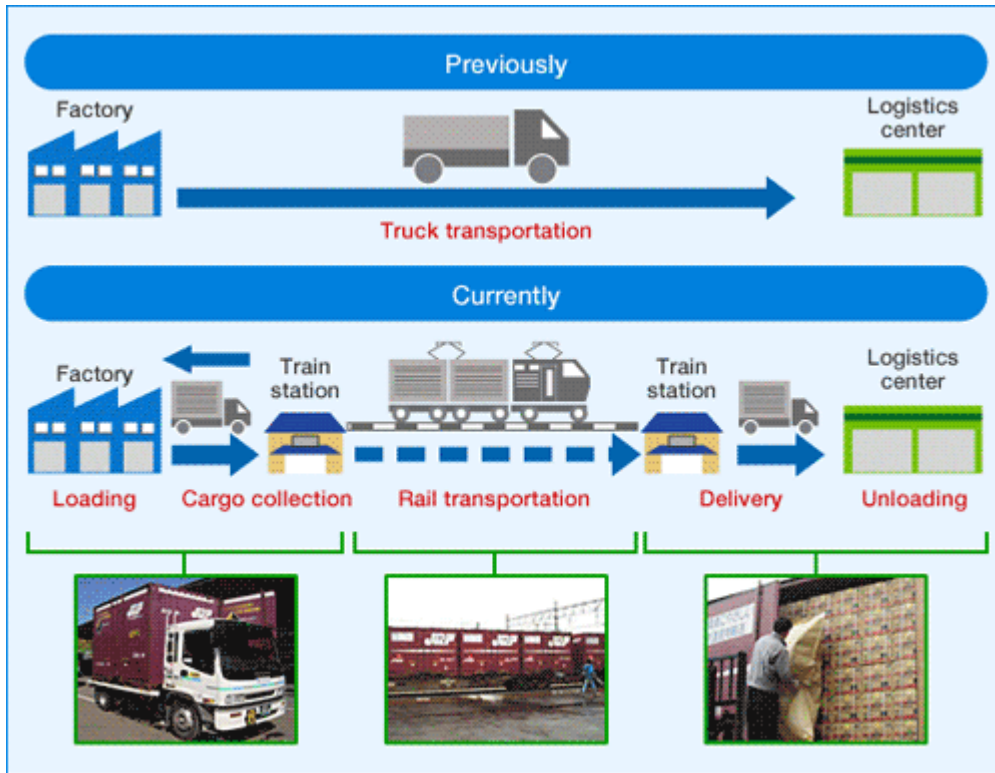 Previously
Factory
Logistics
center
Truck transportation
Currently
Factory
Train
station
Train
station
Logistics
center
Loading
Cargo collection
Rail transportation
Delivery
Unloading